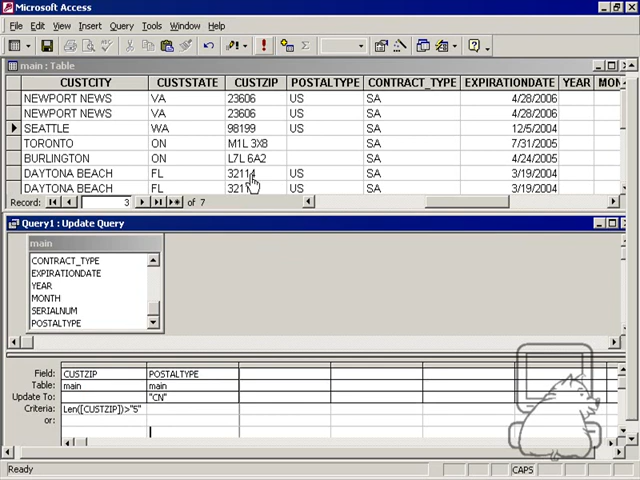 Microsoft Access
File Edit View Insert Query Tools Window Help
main : Table
CUSTCITY CUSTSTATE CUSTZIP POSTALTYPE CONTRACT_TYPE EXPIRATIONDATE YEAR MON
NEWPORT NEWS VA 23606 US SA 4/28/2006
NEWPORT NEWS VA 23606 US SA 4/28/2006
SEATTLE WA 98199 US SA 12/5/2004
TORONTO ON M1L 3X8 SA 7/31/2005
BURLINGTON ON L7L 6A2 SA 4/24/2005
DAYTONA BEACH FL 32114 US SA 3/19/2004
DAYTONA BEACH FL US SA 3/19/2004
Record: 3 of 7
Query1 : Update Query
main
CONTRACT_TYPE
EXPIRATIONDATE
YEAR
MONTH
SERIALNUM
POSTALTYPE
Field: CUSTZIP POSTALTYPE
Table: main main
Update To: "CN"
Criteria: Len([CUSTZIP])>"5"
or:
Ready CAPS